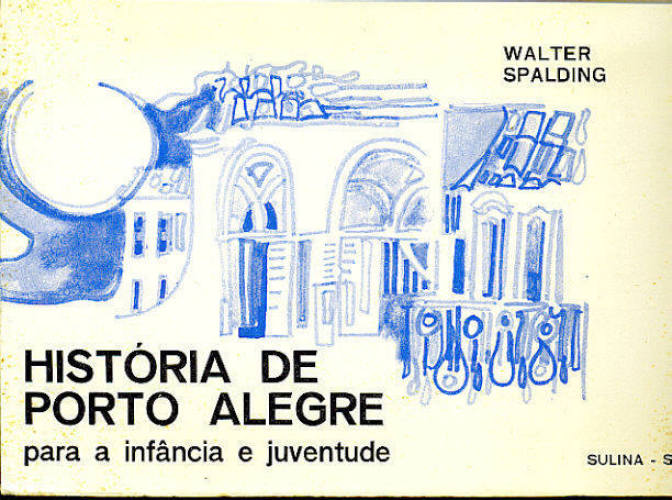 WALTER
SPALDING
HISTÓRIA DE
PORTO ALEGRE
para a infância e juventude
SULINA - S